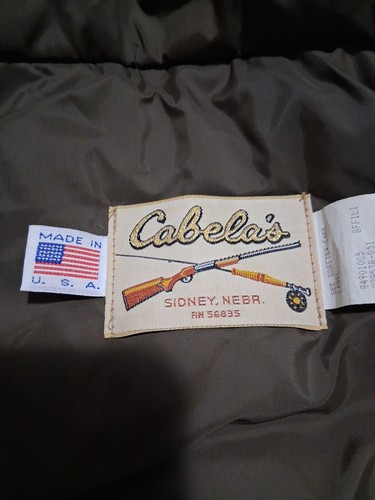 MADE IN
U. S. A.
Cabela's
SIDNEY, NEBR.
RN 56835